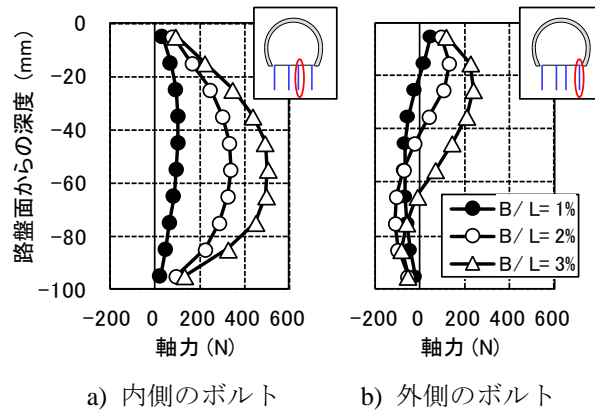 路盤面からの深度 (mm)
0
-20
-40
-60
-80
-100
-200 0 200 400 600
軸力 (N)
a) 内側のボルト
B/L=1%
B/L=2%
B/L=3%
-200 0 200 400 600
軸力 (N)
b) 外側のボルト